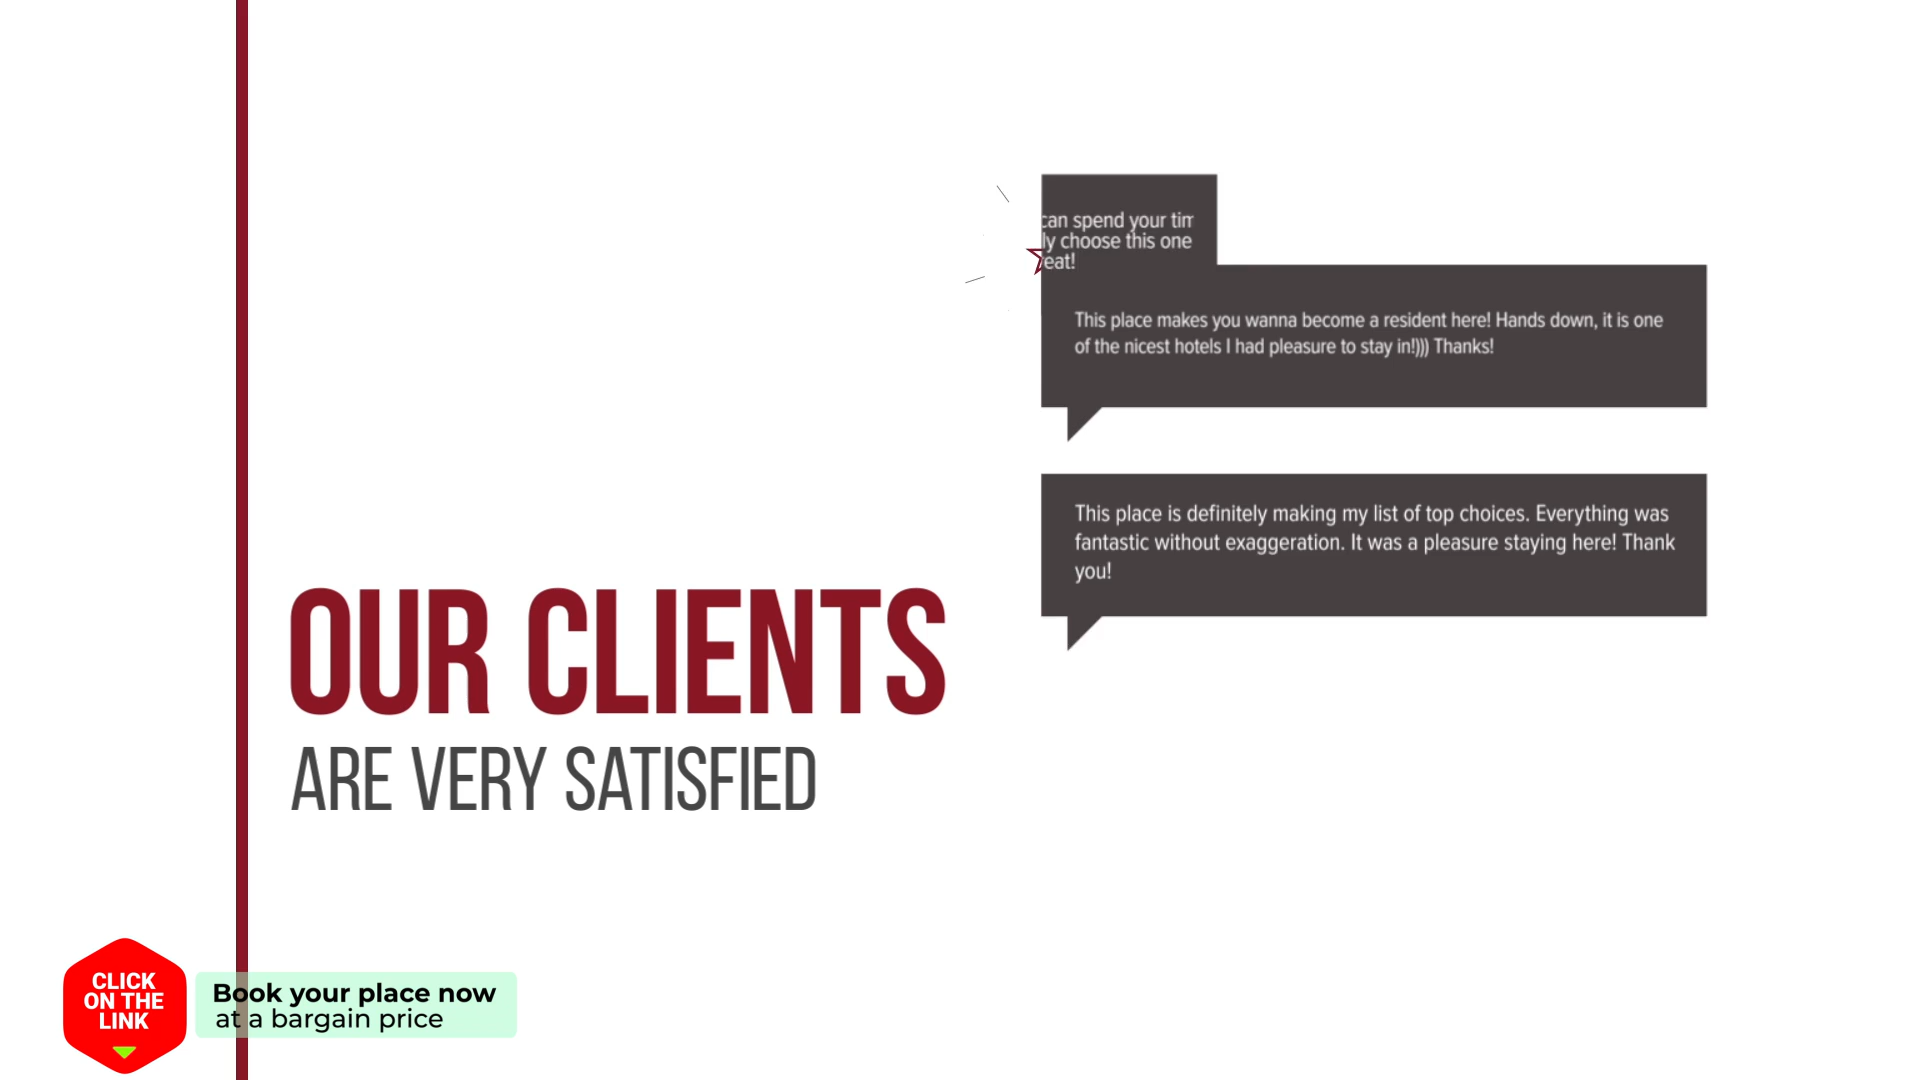 can spend your
choose this one
This place makes you wanna become a resident here! Hands down, it is one
of the nicest hotels I had pleasure to stay in!))) Thanks!
This place is definitely making my list of top choices. Everything was
fantastic without exaggeration. It was a pleasure staying here! Thank
you!
OUR CLIENTS
ARE VERY SATISFIED
CLICK
ON THE
LINK
Book your place now
at a bargain price